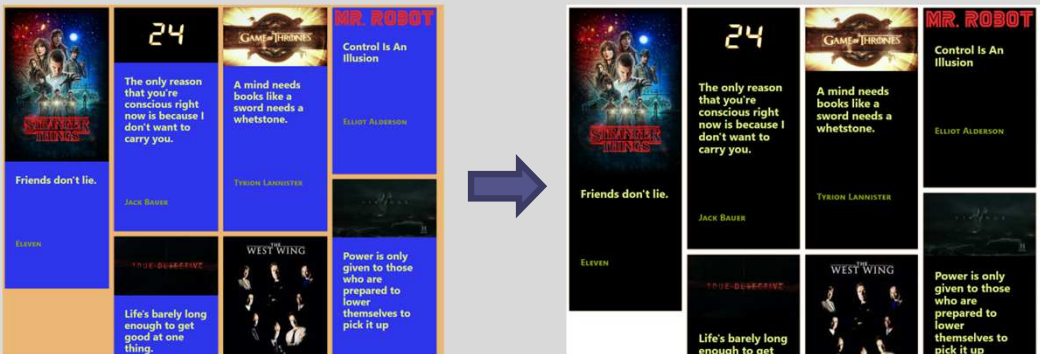 STRANGER
THINGS
Friends don't lie.
ELEVEN
24
The only reason
that you're
conscious right
now is because I
don't want to
carry you.
JACK BAUER
TRUE DETECTIVE
Life's barely long
enough to get
good at one
thing.
GAME OF THRONES
A mind needs
books like a
sword needs a
whetstone.
TYRION LANNISTER
THE
WEST WING
MR. ROBOT
Control Is An
Illusion
ELLIOT ALDERSON
Power is only
given to those
who are
prepared to
lower
themselves to
pick it up
STRANGER
THINGS
Friends don't lie.
ELEVEN
24
The only reason
that you're
conscious right
now is because I
don't want to
carry you.
JACK BAUER
TRUE DETECTIVE
Life's barely long
enough to get
GAME OF THRONES
A mind needs
books like a
sword needs a
whetstone.
TYRION LANNISTER
THE
WEST WING
MR. ROBOT
Control Is An
Illusion
ELLIOT ALDERSON
Power is only
given to those
who are
prepared to
lower
themselves to
pick it up